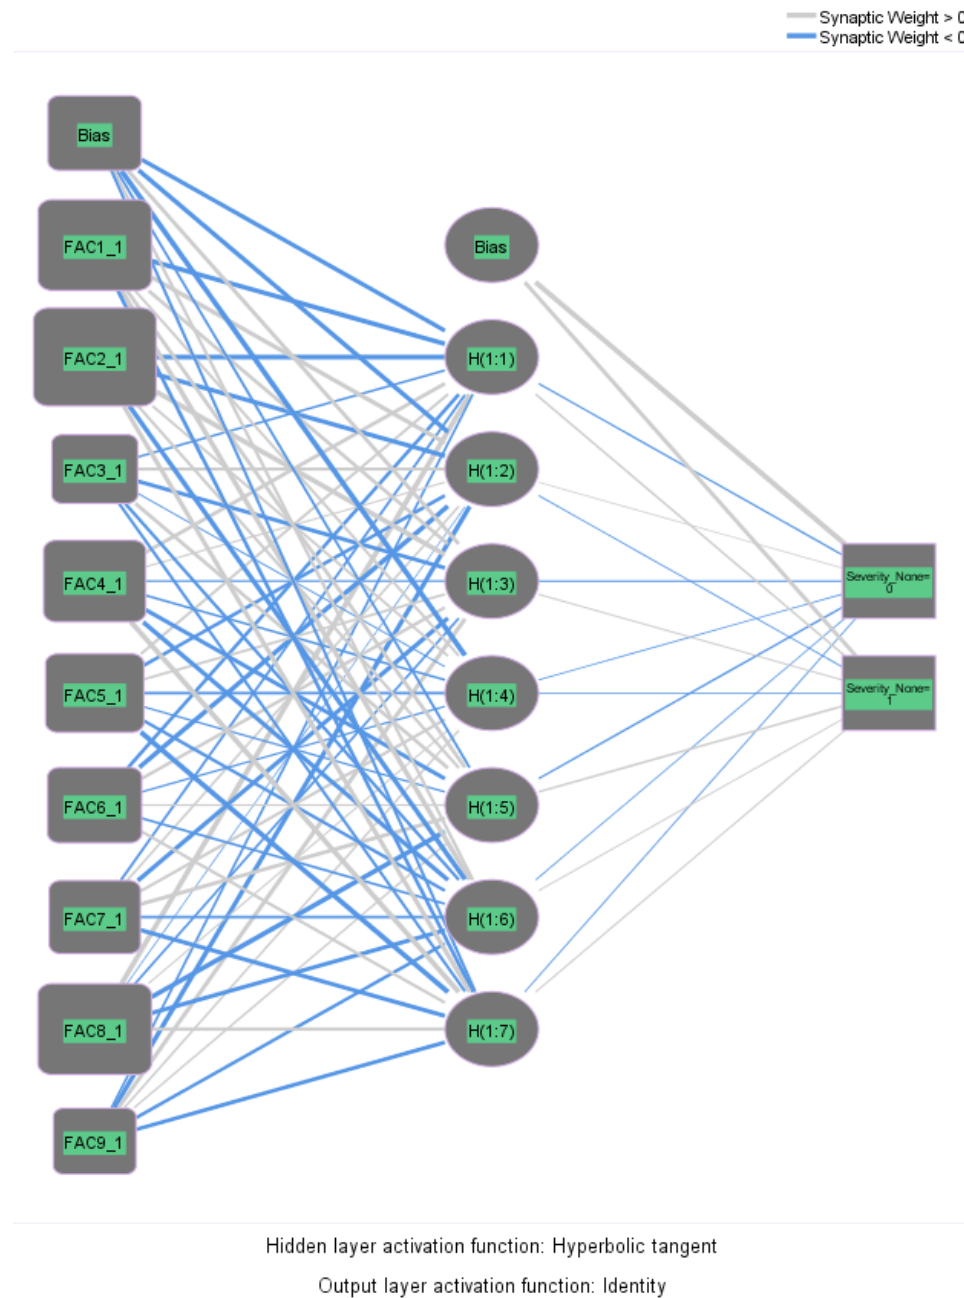 Synaptic Weight > 0
Synaptic Weight < 0
Bias
FAC1_1
FAC2_1
FAC3_1
FAC4_1
FAC5_1
FAC6_1
FAC7_1
FAC8_1
FAC9_1
Bias
H(1:1)
H(1:2)
H(1:3)
H(1:4)
H(1:5)
H(1:6)
H(1:7)
Severity_None=
0
Severity_None=
1
Hidden layer activation function: Hyperbolic tangent
Output layer activation function: Identity